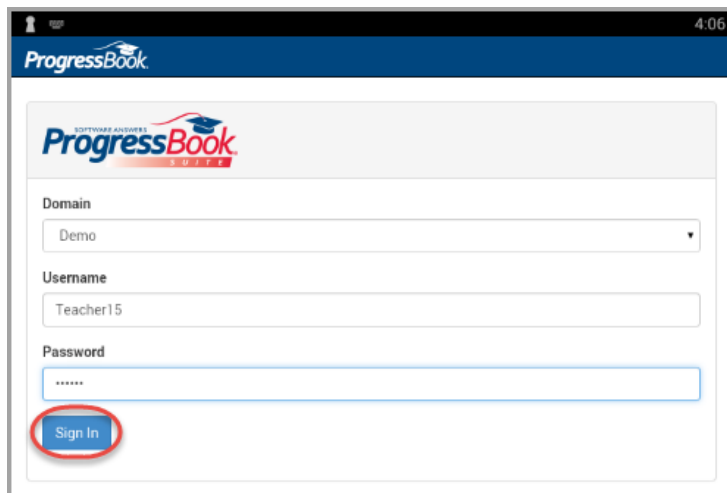 4:06
ProgressBook
SOFTWARE ANSWERS
ProgressBook
SUITE
Domain
Demo
Username
Teacher15
Password
••••••
Sign In